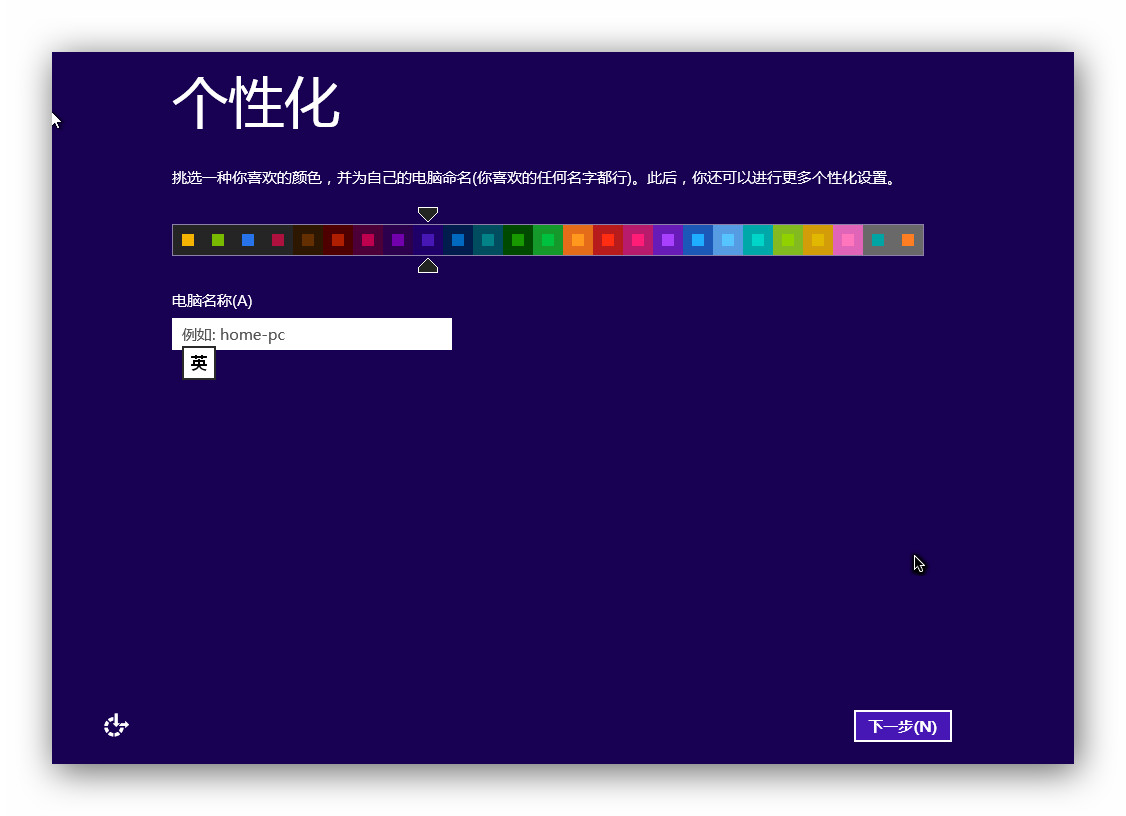 个性化
挑选一种你喜欢的颜色，并为自己的电脑命名(你喜欢的任何名字都行)。此后，你还可以进行更多个性化设置。
电脑名称(A)
例如: home-pc
英
下一步(N)